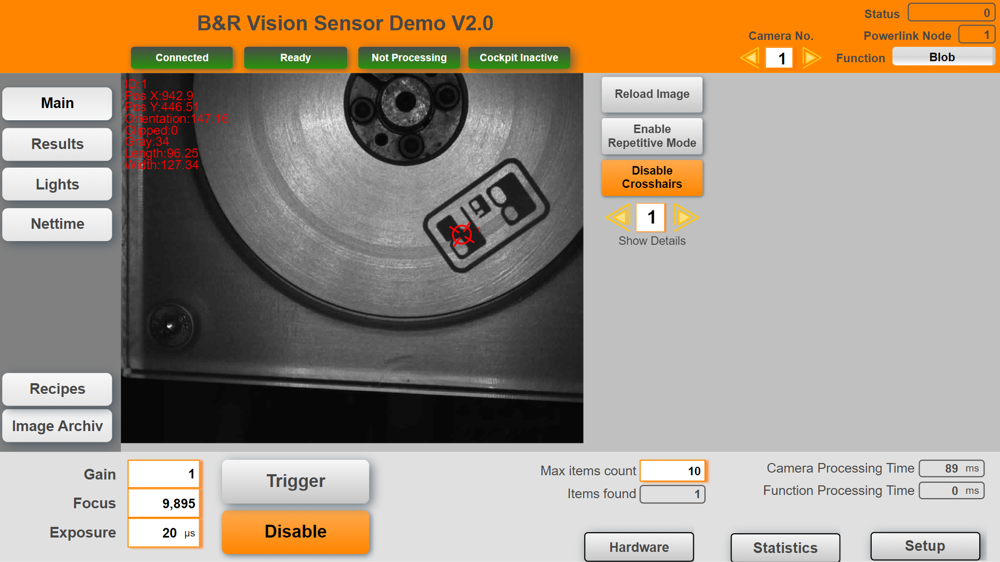 B&R Vision Sensor Demo V2.0
Status 0
Camera No.
Powerlink Node 1
Connected
Ready
Not Processing
Cockpit Inactive
1
Function Blob
Main
Results
Lights
Nettime
Recipes
Image Archiv
ID:1
Pos X:942.9
Pos Y:446.51
Orientation:147.16
Clipped:0
Gray:34
Length:96.25
Width:127.34
Reload Image
Enable
Repetitive Mode
Disable
Crosshairs
1
Show Details
Gain 1
Focus 9,895
Exposure 20 µs
Trigger
Disable
Max items count 10
Items found 1
Camera Processing Time 89 ms
Function Processing Time 0 ms
Hardware
Statistics
Setup